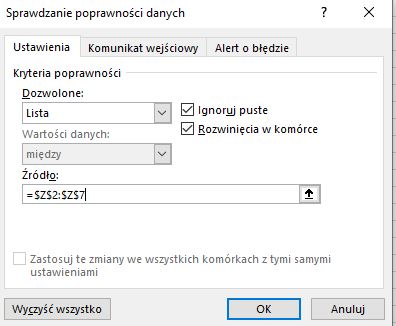 Sprawdzanie poprawności danych
?
Ustawienia
Komunikat wejściowy
Alert o błędzie
Kryteria poprawności
Dozwolone:
Lista
Ignoruj puste
Rozwinięcia w komórce
Wartości danych:
między
Źródło:
=$Z$2:$Z$7
Zastosuj te zmiany we wszystkich komórkach z tymi samymi
ustawieniami
Wyczyść wszystko
OK
Anuluj